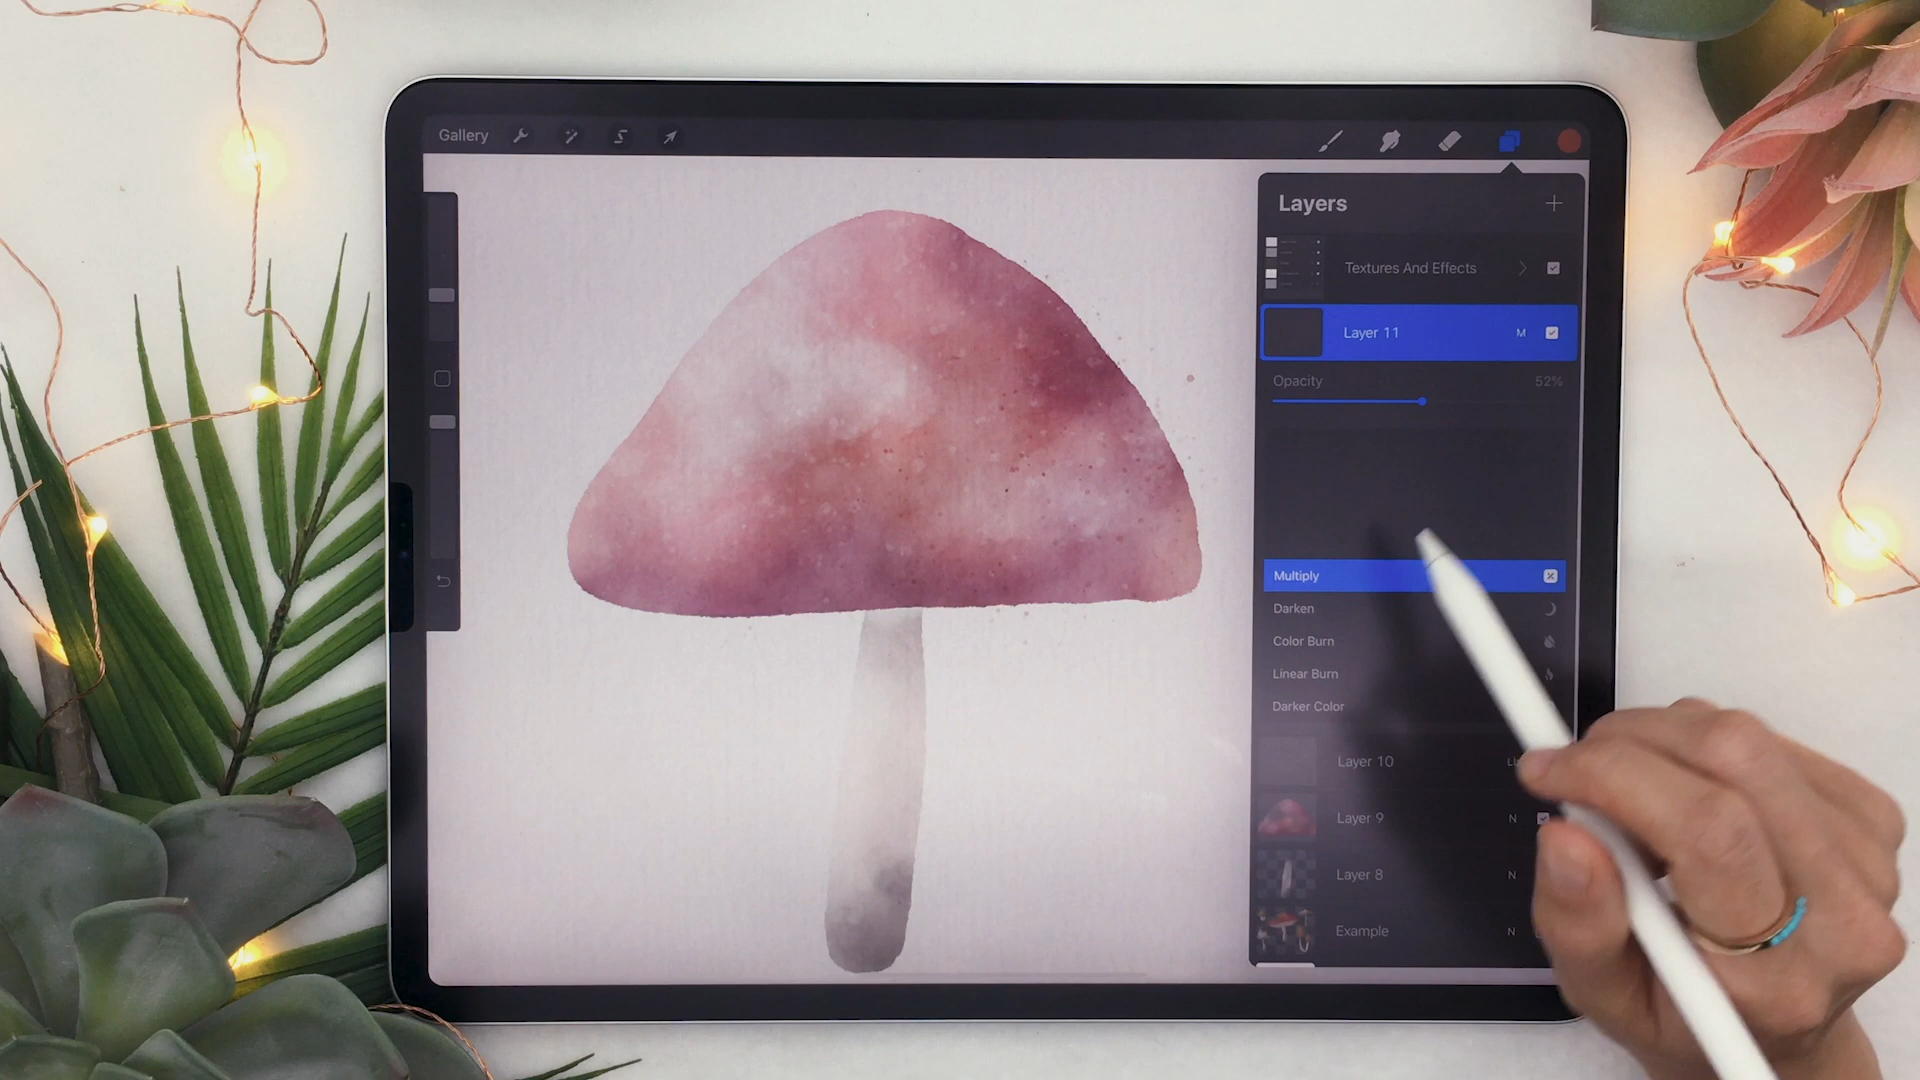 Gallery
Layers
Textures And Effects
Layer 11 M
Opacity 52%
Multiply
Darken
Color Burn
Linear Burn
Darker Color
Layer 10
Layer 9 N
Layer 8 N
Example N